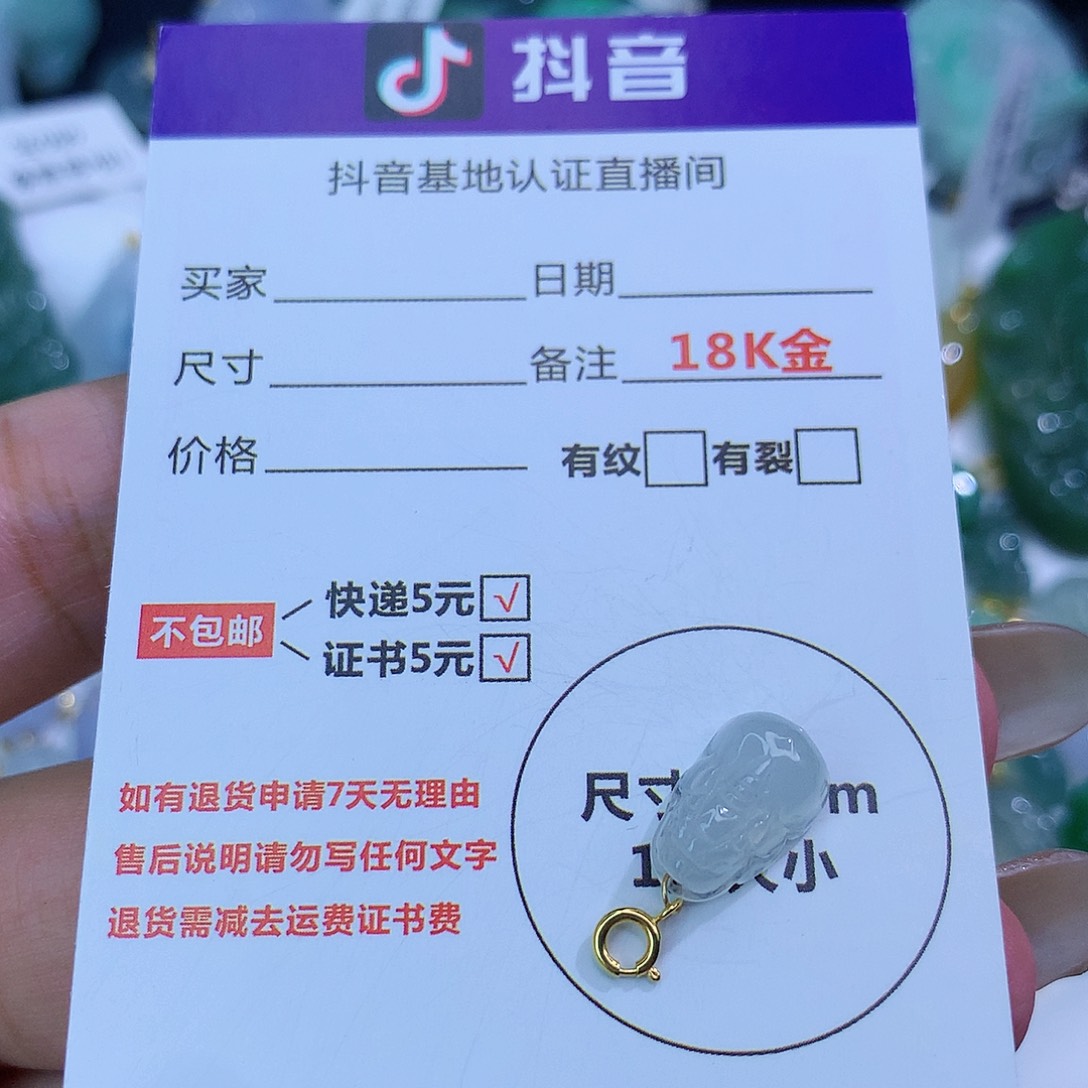 抖音
抖音基地认证直播间
买家 日期
尺寸 备注 18K金
价格 有纹 有裂
不包邮
快递5元 √
证书5元 √
如有退货申请7天无理由
售后说明请勿写任何文字
退货需减去运费证书费
尺寸 m
1 大小